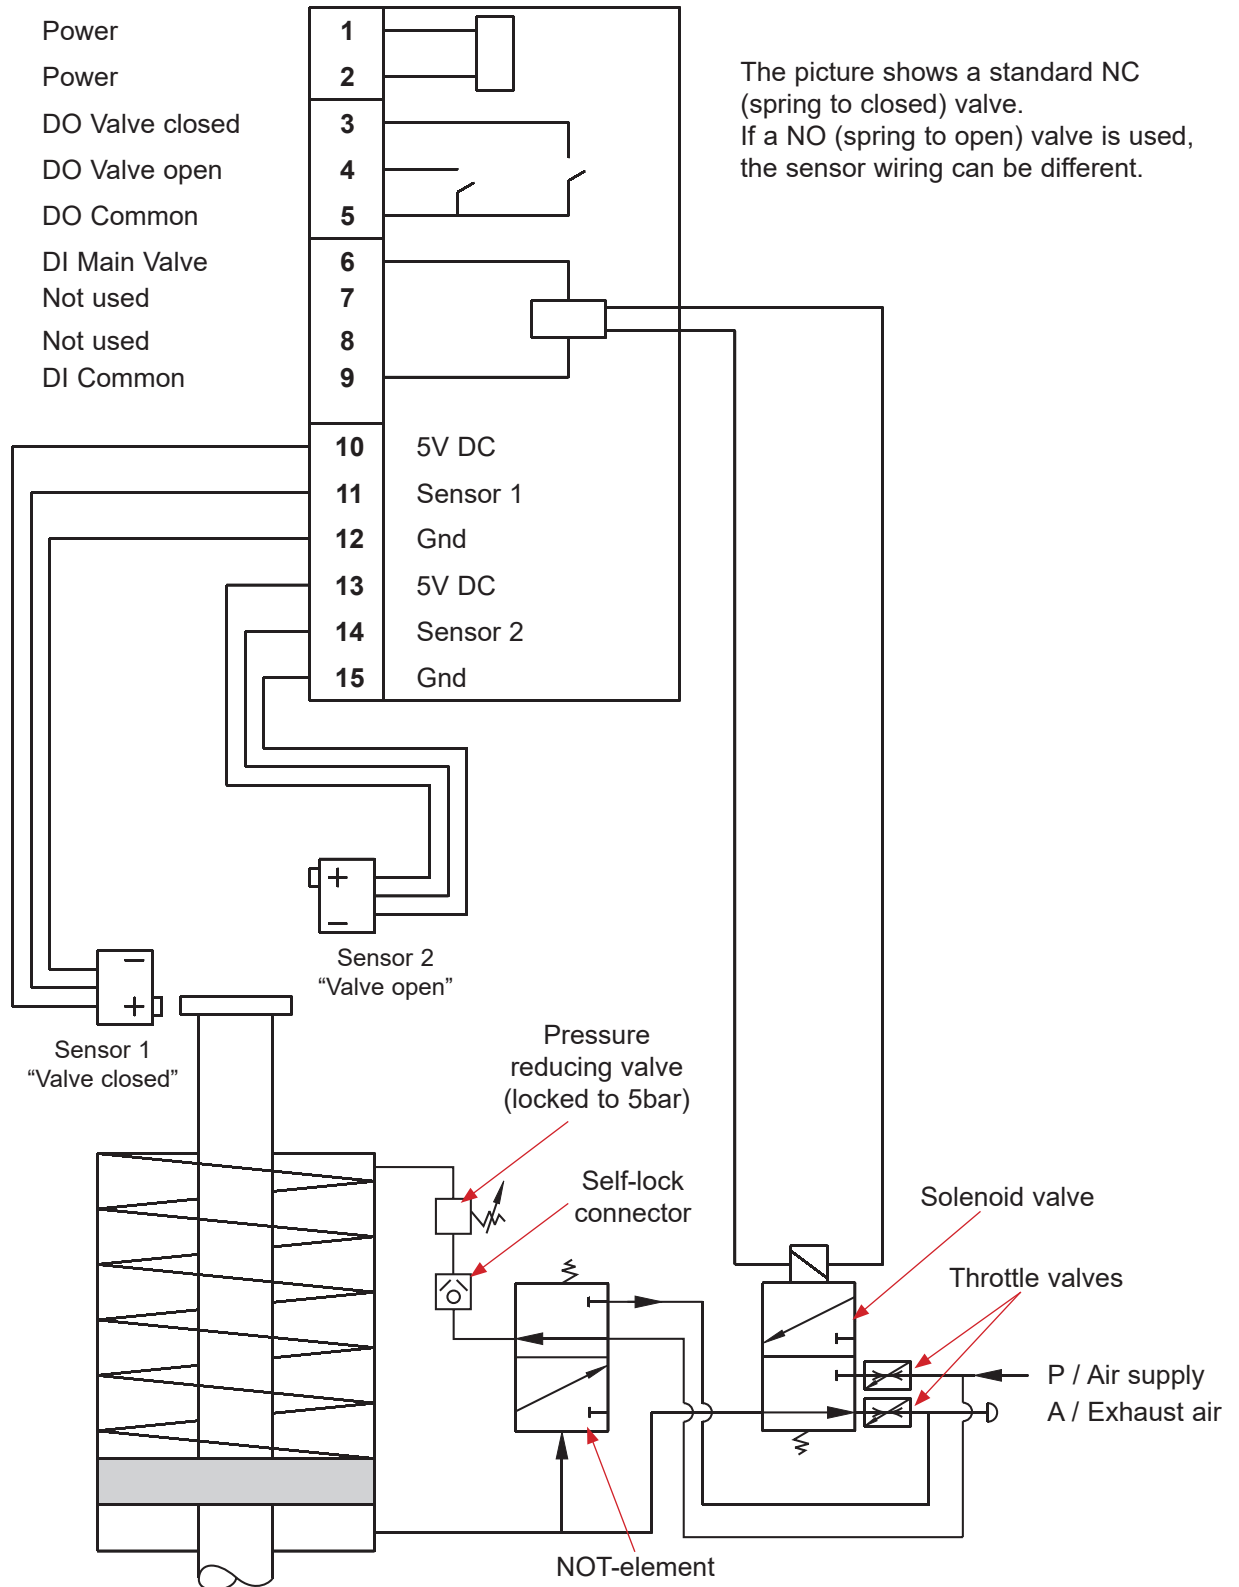 Power 1
Power 2
DO Valve closed 3
DO Valve open 4
DO Common 5
DI Main Valve 6
Not used 7
Not used 8
DI Common 9
10 5V DC
11 Sensor 1
12 Gnd
13 5V DC
14 Sensor 2
15 Gnd
The picture shows a standard NC
(spring to closed) valve.
If a NO (spring to open) valve is used,
the sensor wiring can be different.
+
−
Sensor 2
“Valve open”
−
+
Sensor 1
“Valve closed”
Pressure
reducing valve
(locked to 5bar)
Self-lock
connector
Solenoid valve
Throttle valves
P / Air supply
A / Exhaust air
NOT-element